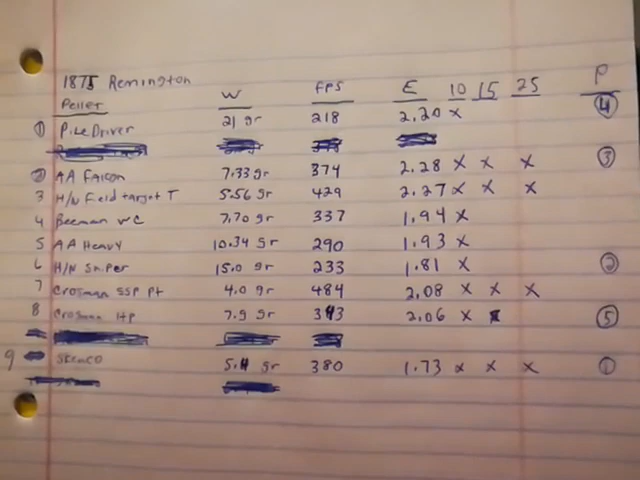 1875 Remington W FPS E 10 15 25 P
Pellet
① PileDriver 21 gr 218 2.20 x ④
② AA Falcon 7.33 gr 374 2.28 x x x ③
3 H/N Field target T 5.56 gr 429 2.27 x x x
4 Beeman WC 7.70 gr 337 1.94 x
5 AA Heavy 10.34 gr 290 1.93 x
6 H/N Sniper 15.0 gr 233 1.81 x ②
7 Crosman SSP Pt 4.0 gr 484 2.08 x x x
8 Crosman HP 7.9 gr 343 2.06 x x ⑤
9 Skenco 5.4 gr 380 1.73 x x x ①